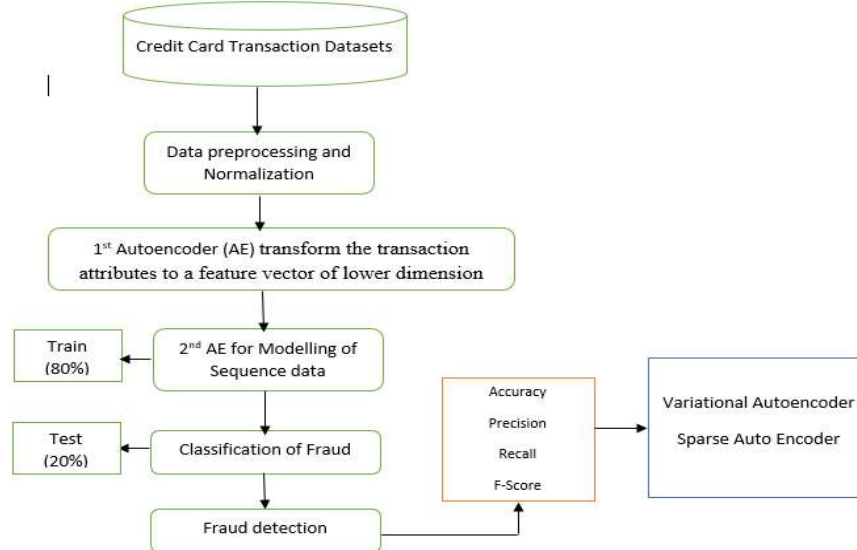 Credit Card Transaction Datasets
Data preprocessing and
Normalization
1st Autoencoder (AE) transform the transaction
attributes to a feature vector of lower dimension
2nd AE for Modelling of
Sequence data
Train
(80%)
Classification of Fraud
Test
(20%)
Fraud detection
Accuracy
Precision
Recall
F-Score
Variational Autoencoder
Sparse Auto Encoder